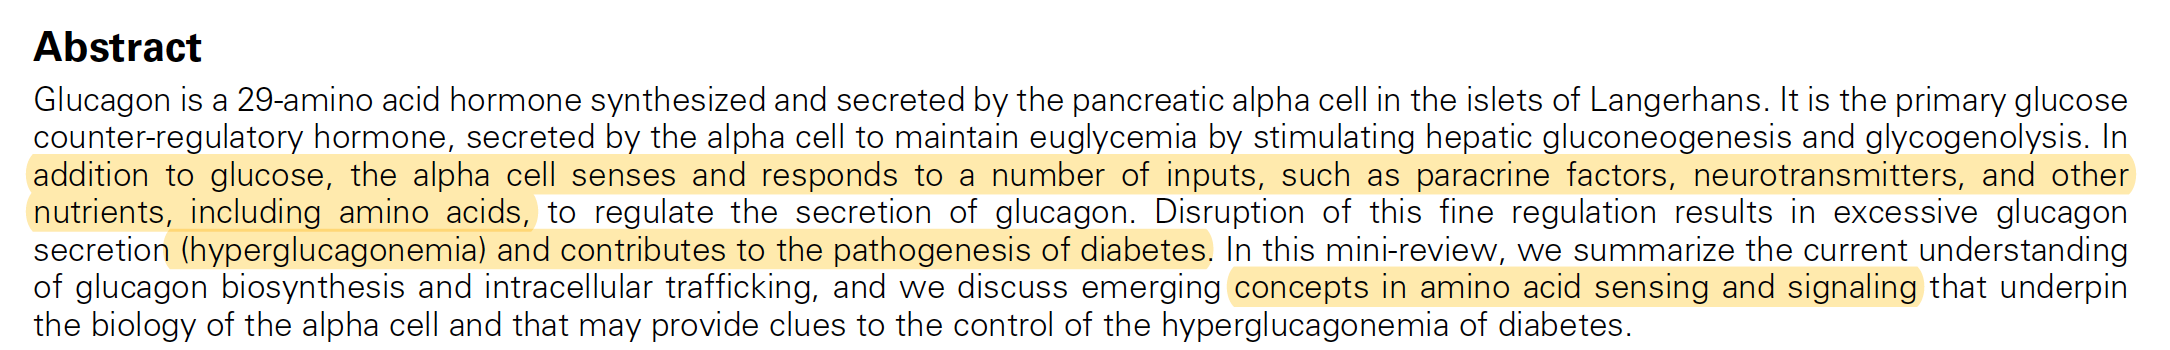 Abstract
Glucagon is a 29-amino acid hormone synthesized and secreted by the pancreatic alpha cell in the islets of Langerhans. It is the primary glucose
counter-regulatory hormone, secreted by the alpha cell to maintain euglycemia by stimulating hepatic gluconeogenesis and glycogenolysis. In
addition to glucose, the alpha cell senses and responds to a number of inputs, such as paracrine factors, neurotransmitters, and other
nutrients, including amino acids, to regulate the secretion of glucagon. Disruption of this fine regulation results in excessive glucagon
secretion (hyperglucagonemia) and contributes to the pathogenesis of diabetes. In this mini-review, we summarize the current understanding
of glucagon biosynthesis and intracellular trafficking, and we discuss emerging concepts in amino acid sensing and signaling that underpin
the biology of the alpha cell and that may provide clues to the control of the hyperglucagonemia of diabetes.